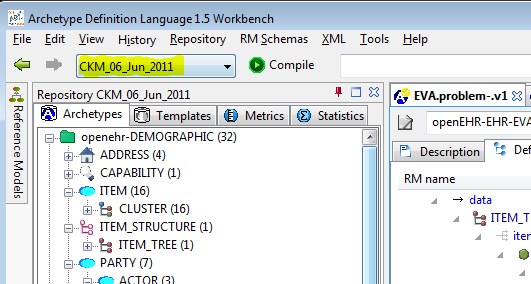 Archetype Definition Language 1.5 Workbench
File Edit View History Repository RM Schemas XML Tools Help
CKM_06_Jun_2011 Compile
Reference Models
Repository CKM_06_Jun_2011
Archetypes Templates Metrics Statistics
openehr-DEMOGRAPHIC (32)
ADDRESS (4)
CAPABILITY (1)
ITEM (16)
CLUSTER (16)
ITEM_STRUCTURE (1)
ITEM_TREE (1)
PARTY (7)
ACTOR (3)
EVA.problem-.v1
openEHR-EHR-EVA
Description Defi
RM name
data
ITEM_T
item